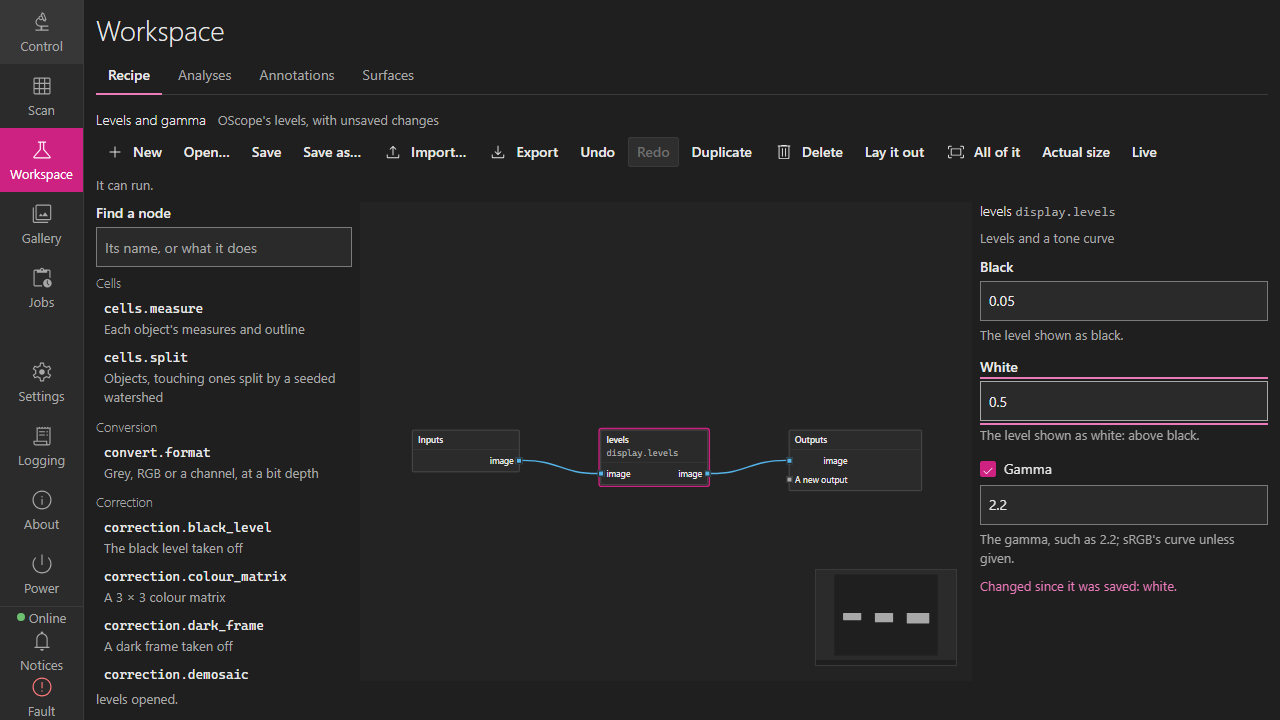 Control
Scan
Workspace
Gallery
Jobs
Settings
Logging
About
Power
Online
Notices
Fault
Workspace
Recipe
Analyses
Annotations
Surfaces
Levels and gamma
OScope's levels, with unsaved changes
New
Open...
Save
Save as...
Import...
Export
Undo
Redo
Duplicate
Delete
Lay it out
All of it
Actual size
Live
It can run.
Find a node
Its name, or what it does
Cells
cells.measure
Each object's measures and outline
cells.split
Objects, touching ones split by a seeded
watershed
Conversion
convert.format
Grey, RGB or a channel, at a bit depth
Correction
correction.black_level
The black level taken off
correction.colour_matrix
A 3 × 3 colour matrix
correction.dark_frame
A dark frame taken off
correction.demosaic
levels opened.
Inputs
image
levels
display.levels
image
image
Outputs
image
A new output
levels display.levels
Levels and a tone curve
Black
0.05
The level shown as black.
White
0.5
The level shown as white: above black.
Gamma
2.2
The gamma, such as 2.2; sRGB's curve unless
given.
Changed since it was saved: white.